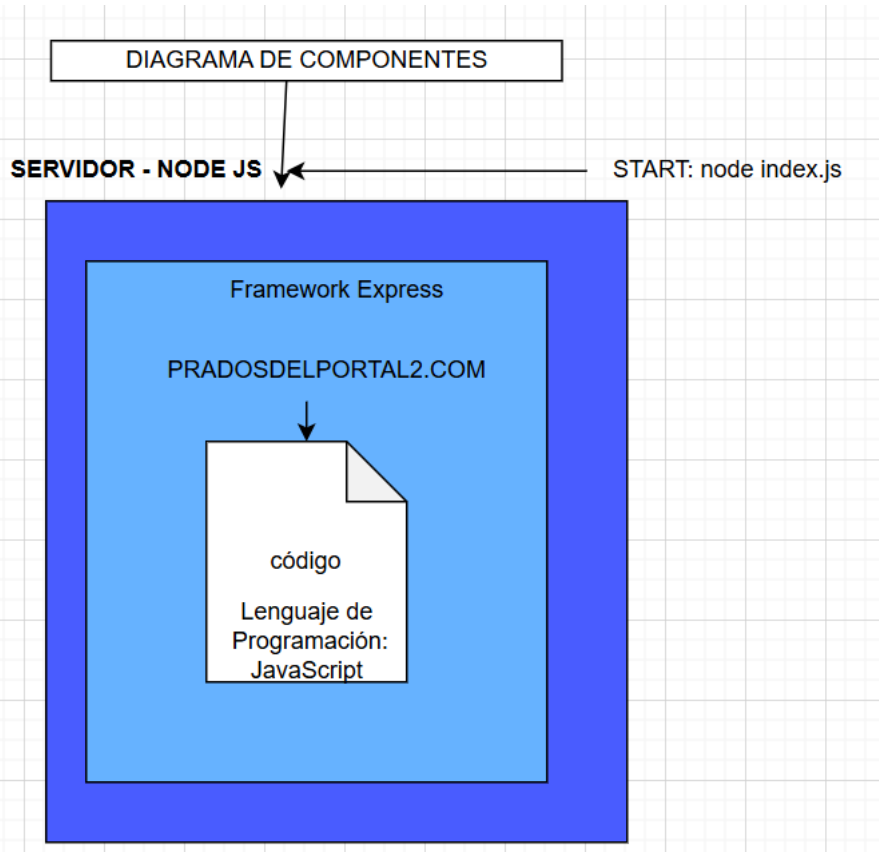 DIAGRAMA DE COMPONENTES
SERVIDOR - NODE JS
START: node index.js
Framework Express
PRADOSDELPORTAL2.COM
código
Lenguaje de
Programación:
JavaScript